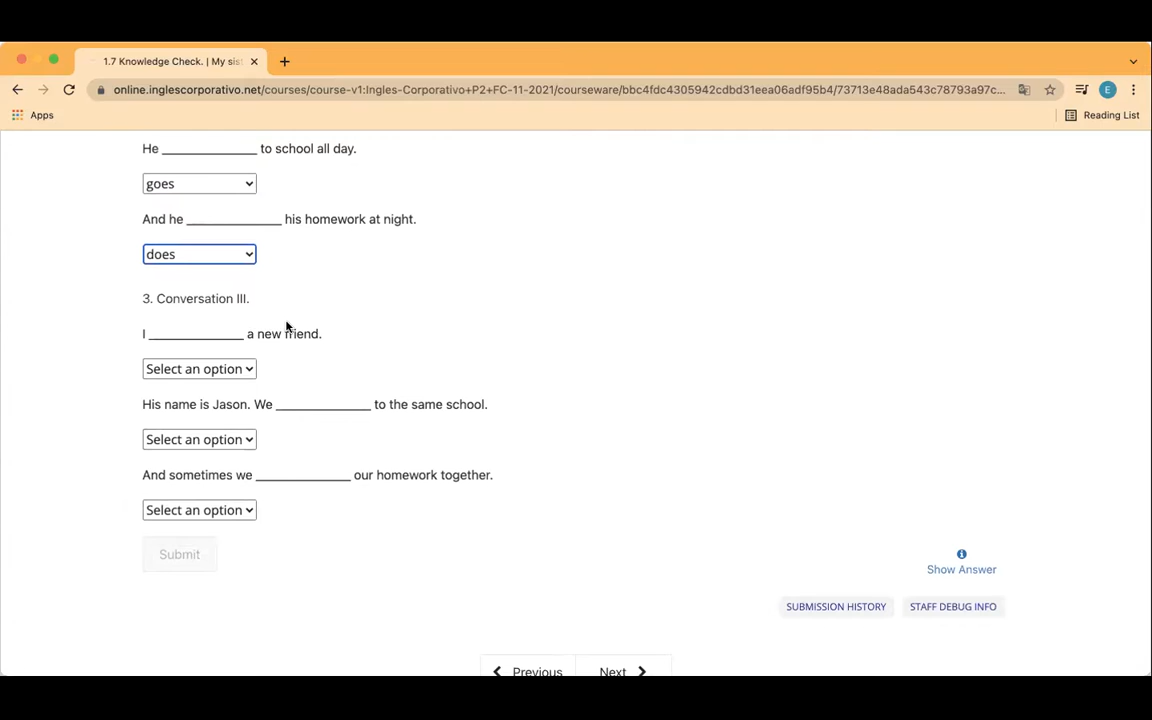 1.7 Knowledge Check. | My sis
online.inglescorporativo.net/courses/course-v1:Ingles-Corporativo+P2+FC-11-2021/courseware/bbc4fdc4305942cdbd31eea06adf95b4/73713e48ada543c78793a97c...
E
Apps
Reading List
He ______________ to school all day.
goes
And he ______________ his homework at night.
does
3. Conversation III.
I ______________ a new friend.
Select an option
His name is Jason. We ______________ to the same school.
Select an option
And sometimes we ______________ our homework together.
Select an option
Submit
Show Answer
SUBMISSION HISTORY
STAFF DEBUG INFO
Previous
Next